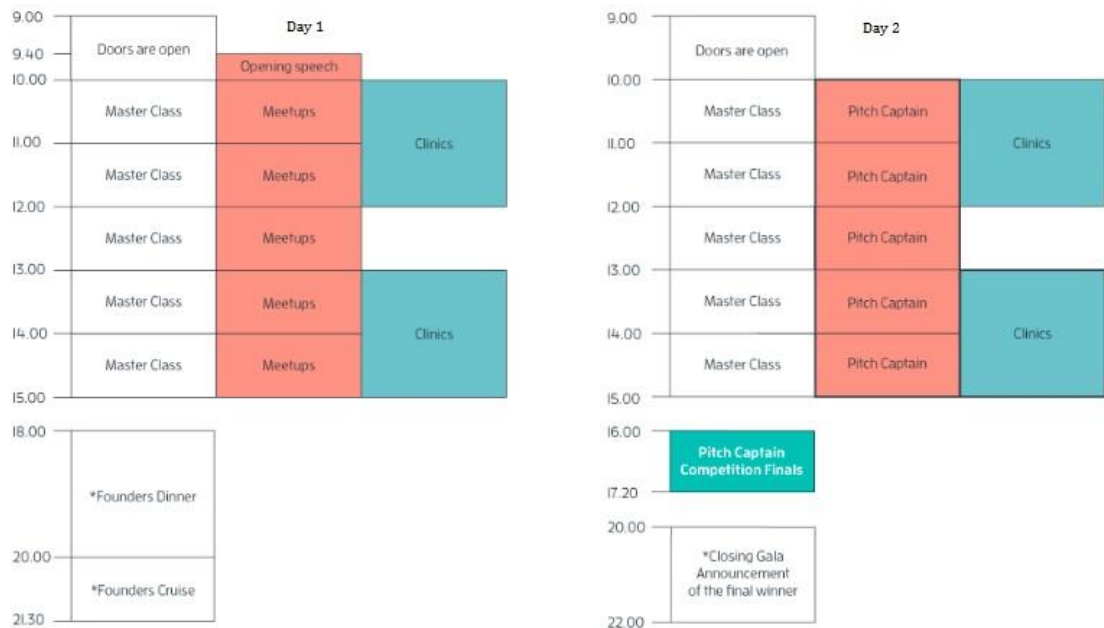 Day 1
9.00
Doors are open
9.40
Opening speech
10.00
Master Class
Meetups
Clinics
11.00
Master Class
Meetups
12.00
Master Class
Meetups
13.00
Master Class
Meetups
Clinics
14.00
Master Class
Meetups
15.00
18.00
*Founders Dinner
20.00
*Founders Cruise
21.30
Day 2
9.00
Doors are open
10.00
Master Class
Pitch Captain
Clinics
11.00
Master Class
Pitch Captain
12.00
Master Class
Pitch Captain
13.00
Master Class
Pitch Captain
Clinics
14.00
Master Class
Pitch Captain
15.00
16.00
Pitch Captain
Competition Finals
17.20
20.00
*Closing Gala
Announcement
of the final winner
22.00